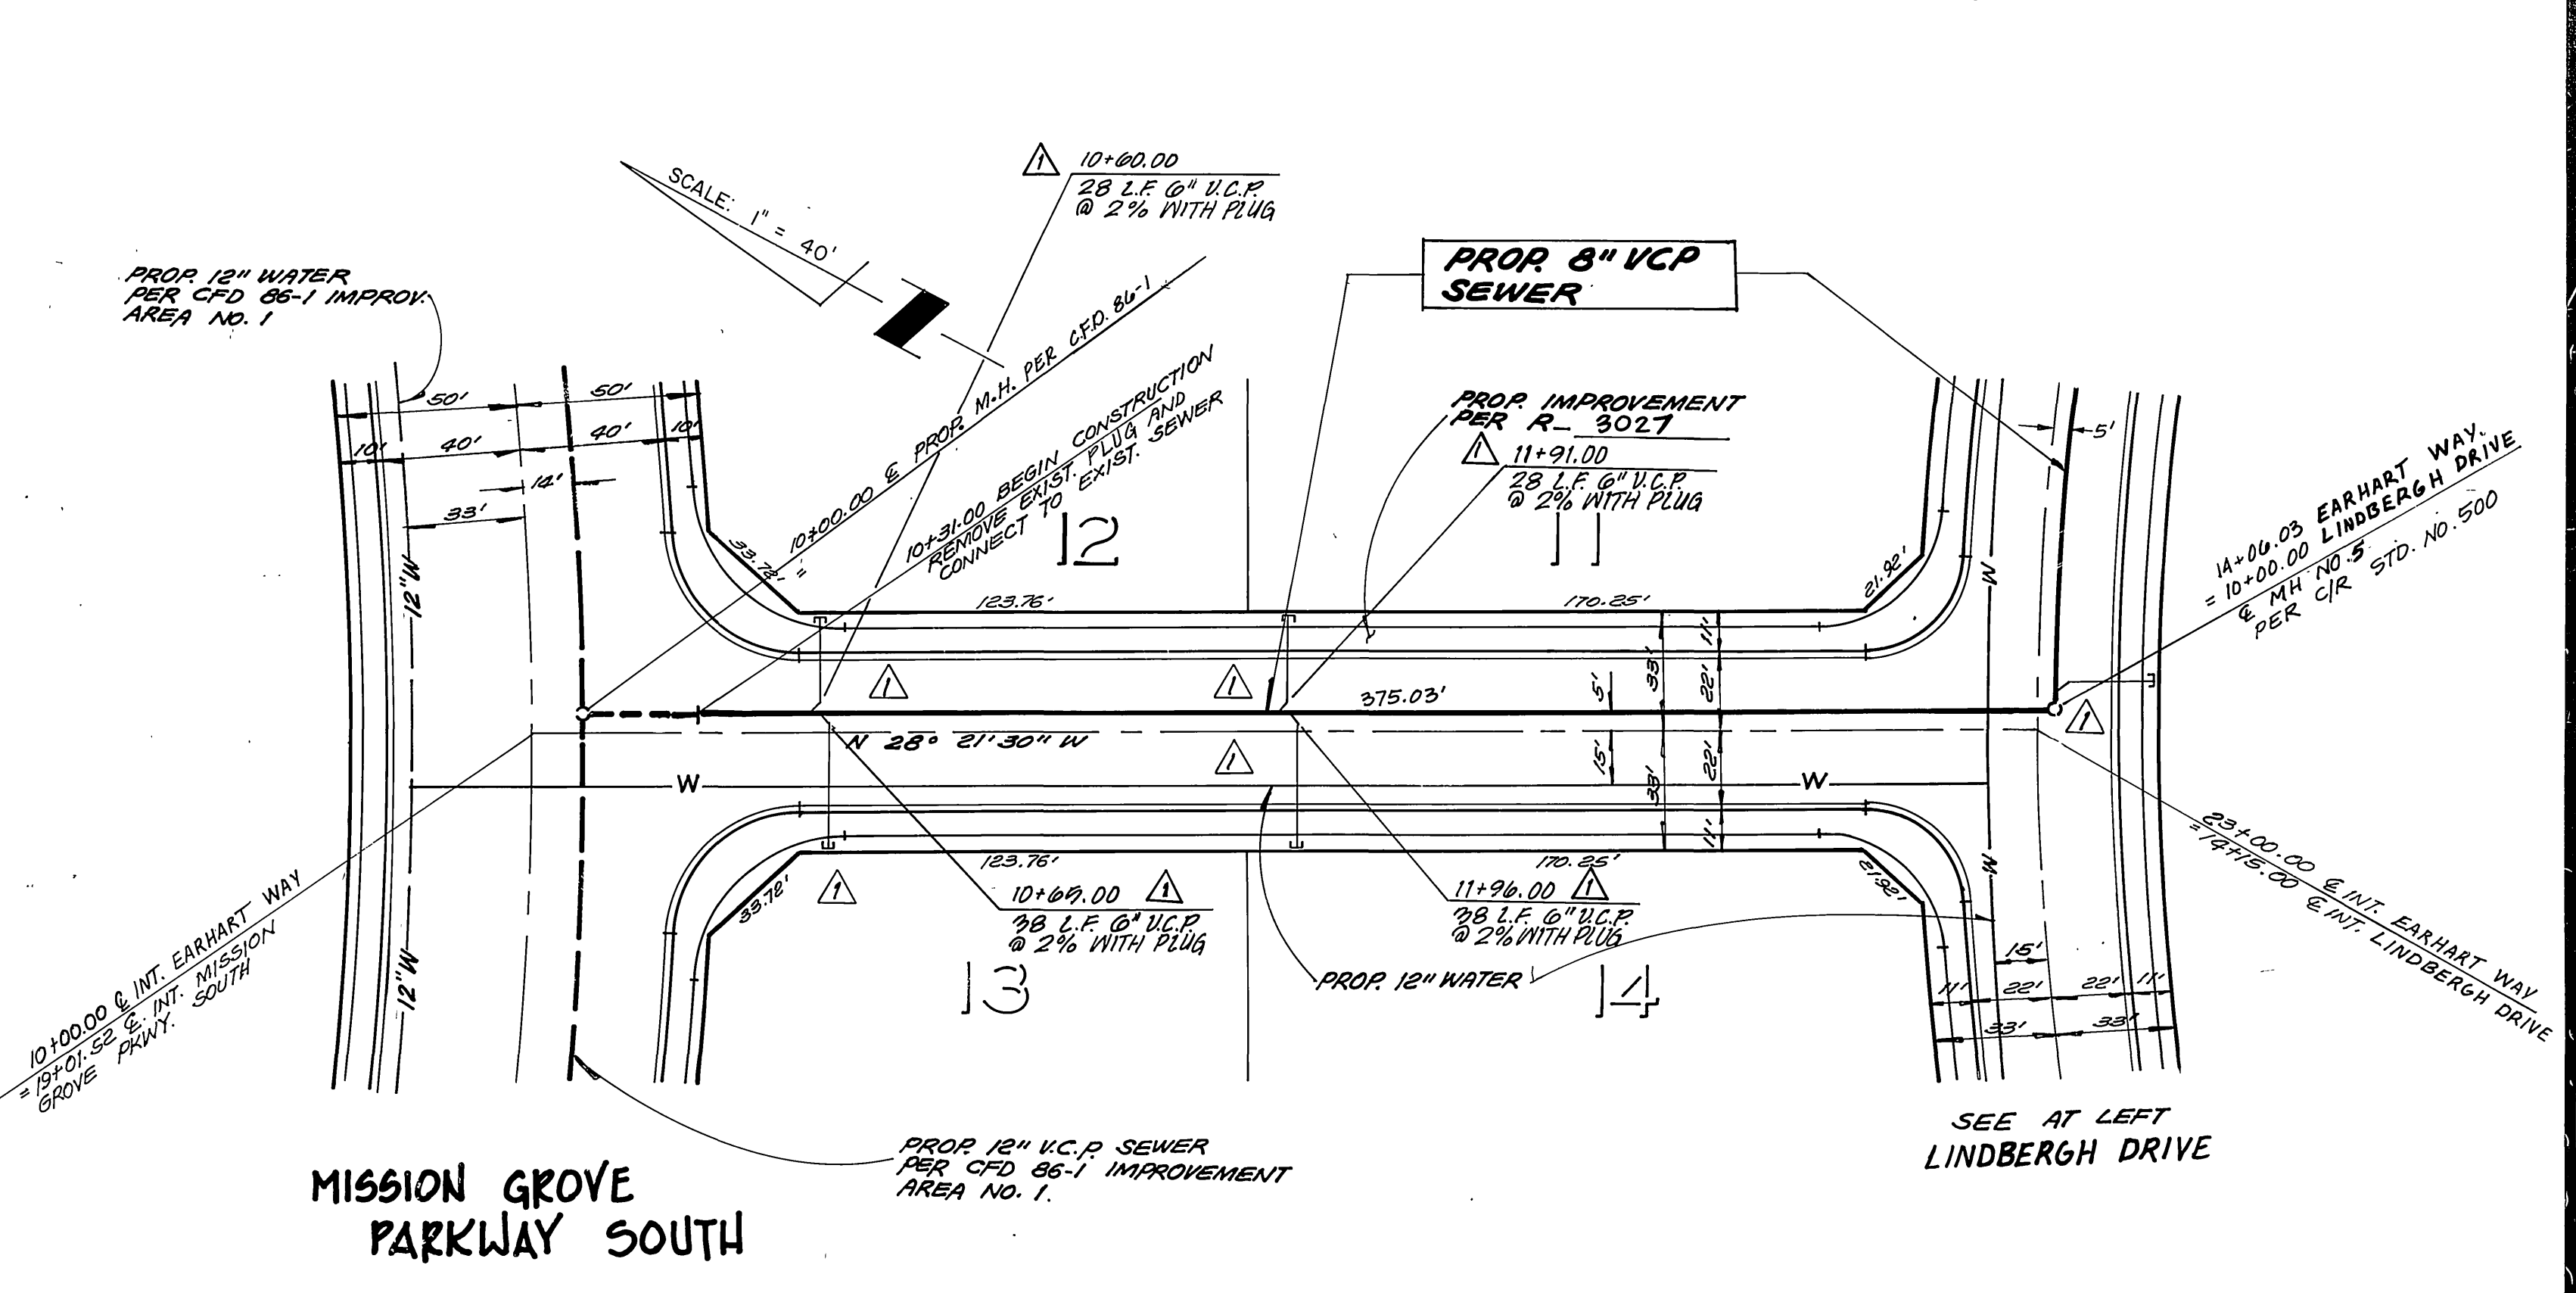 1 10+60.00
28 L.F. 6" V.C.P.
@ 2% WITH PLUG
SCALE: 1" = 40'
PROP. 12" WATER
PER CFD 86-1 IMPROV.
AREA NO. 1
PROP. 8" VCP
SEWER
10+00.00 ℄ PROP. M.H. PER C.F.D. 86-1
10+31.00 BEGIN CONSTRUCTION
REMOVE EXIST. PLUG AND
CONNECT TO EXIST. SEWER
PROP. IMPROVEMENT
PER R- 3027
1 11+91.00
28 L.F. 6" V.C.P.
@ 2% WITH PLUG
50' 50'
10' 40' 40' 10'
14'
33'
5'
14+06.03 EARHART WAY.
= 10+00.00 LINDBERGH DRIVE
℄ MH NO.5
PER C/R STD. NO. 500
12 11
33.72' 21.92'
12" W
W
123.76' 170.25'
11'
33' 22'
1 1
375.03' 5'
1
N 28° 21' 30" W
1
15' 22'
33'
W W
11'
W
123.76' 170.25'
33.72' 21.92'
1
10+65.00 1
38 L.F. 6" V.C.P.
@ 2% WITH PLUG
11+96.00 1
38 L.F. 6" V.C.P.
@ 2% WITH PLUG
23+00.00 ℄ INT. EARHART WAY
= 14+15.00 ℄ INT. LINDBERGH DRIVE
10+00.00 ℄ INT. EARHART WAY
= 19+01.52 ℄ INT. MISSION
GROVE PKWY. SOUTH
12" W
13 14
PROP. 12" WATER
15'
11' 22' 22' 11'
33' 33'
SEE AT LEFT
LINDBERGH DRIVE
PROP. 12" V.C.P. SEWER
PER CFD 86-1 IMPROVEMENT
AREA NO. 1.
MISSION GROVE
PARKWAY SOUTH